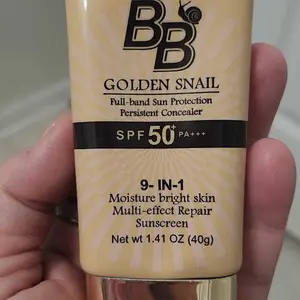 BB
GOLDEN SNAIL
Full-band Sun Protection
Persistent Concealer
SPF 50+ PA+++
9- IN-1
Moisture bright skin
Multi-effect Repair
Sunscreen
Net wt 1.41 OZ (40g)